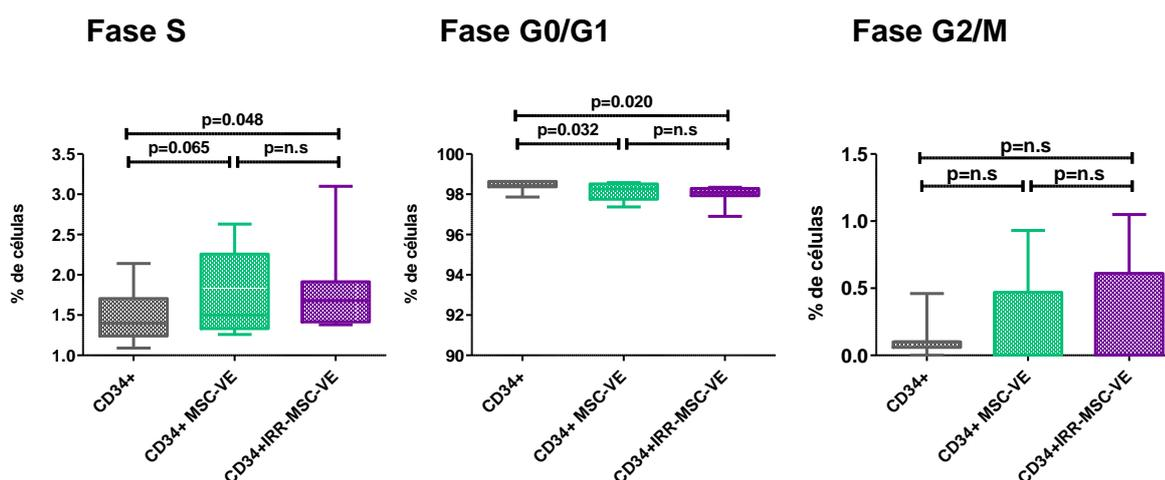 Fase S
p=0.048
p=0.065
p=n.s
% de células
3.5
3.0
2.5
2.0
1.5
1.0
CD34+
CD34+ MSC-VE
CD34+IRR-MSC-VE
Fase G0/G1
p=0.020
p=0.032
p=n.s
% de células
100
98
96
94
92
90
CD34+
CD34+ MSC-VE
CD34+IRR-MSC-VE
Fase G2/M
p=n.s
p=n.s
p=n.s
% de células
1.5
1.0
0.5
0.0
CD34+
CD34+ MSC-VE
CD34+IRR-MSC-VE